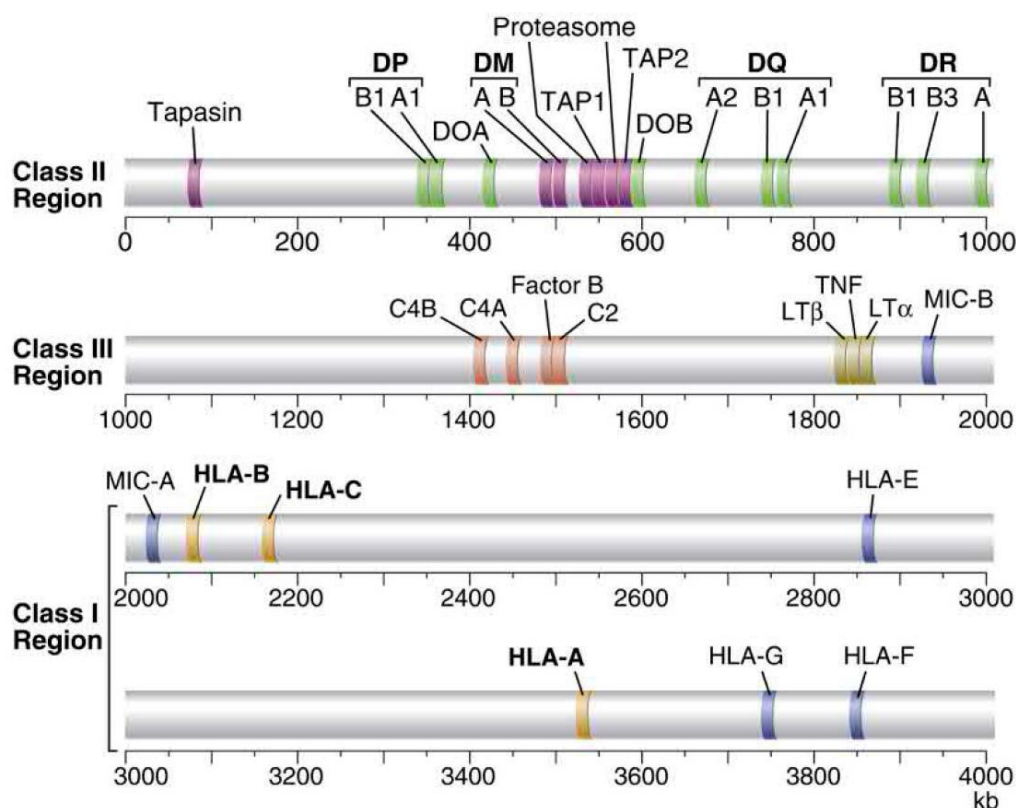 Proteasome
DP DM TAP2 DQ DR
B1 A1 A B TAP1 A2 B1 A1 B1 B3 A
Tapasin DOA DOB
Class II
Region
0 200 400 600 800 1000
Factor B TNF
C4B C4A C2 LTβ LTα MIC-B
Class III
Region
1000 1200 1400 1600 1800 2000
MIC-A HLA-B HLA-C HLA-E
2000 2200 2400 2600 2800 3000
Class I
Region
HLA-A HLA-G HLA-F
3000 3200 3400 3600 3800 4000
kb